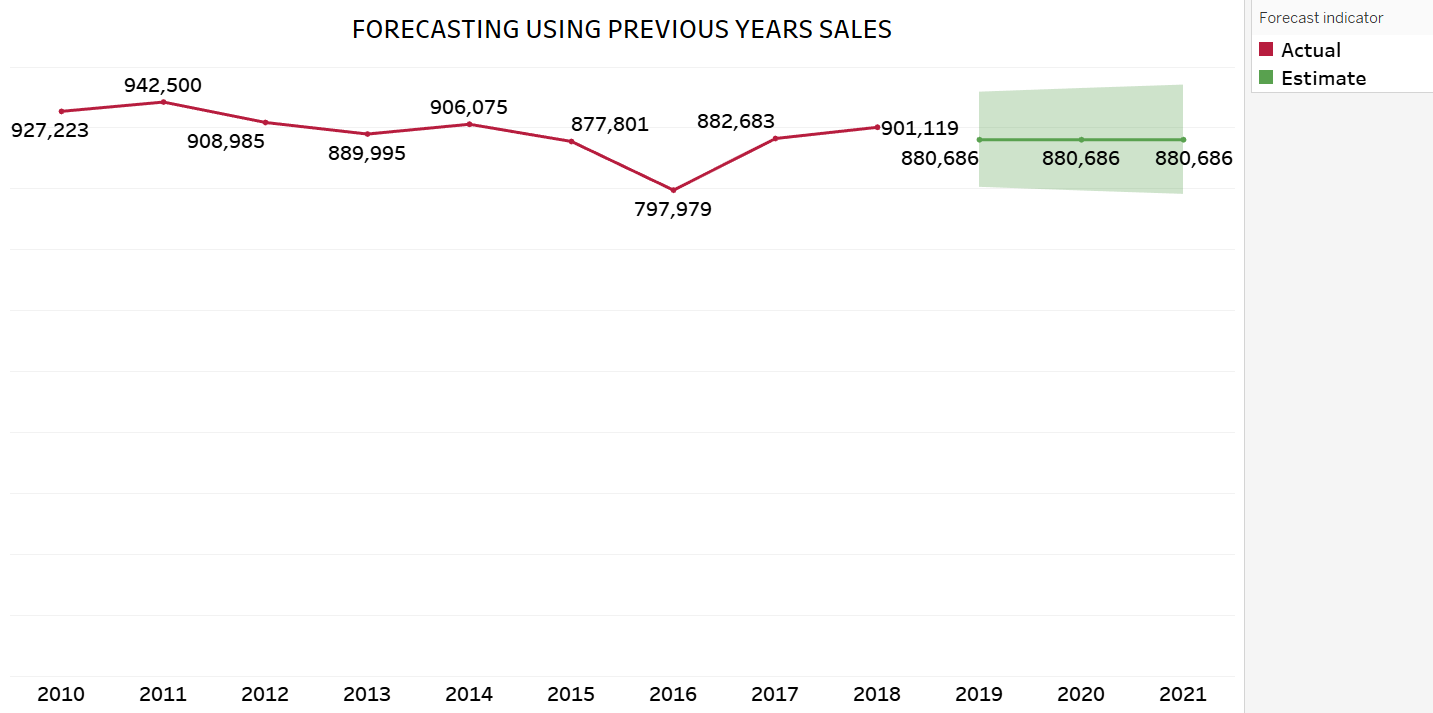 FORECASTING USING PREVIOUS YEARS SALES
Forecast indicator
Actual
Estimate
927,223
942,500
908,985
889,995
906,075
877,801
797,979
882,683
901,119
880,686
880,686
880,686
2010 2011 2012 2013 2014 2015 2016 2017 2018 2019 2020 2021